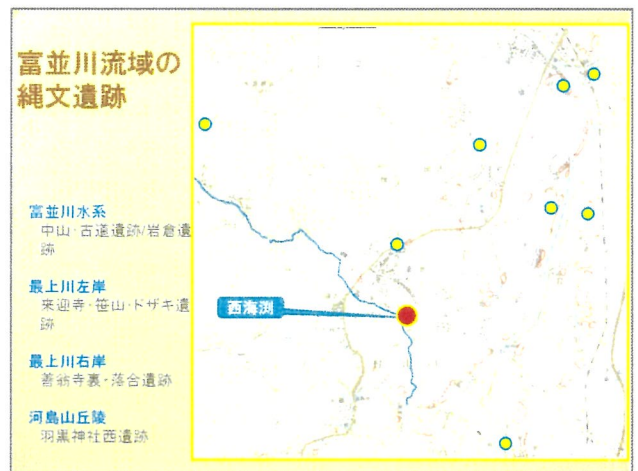 富並川流域の
縄文遺跡
富並川水系
中山・古道遺跡/岩倉遺
跡
最上川左岸
来迎寺・笹山・ドザキ遺
跡
最上川右岸
善翁寺裏・落合遺跡
河島山丘陵
羽黒神社西遺跡
西海渕